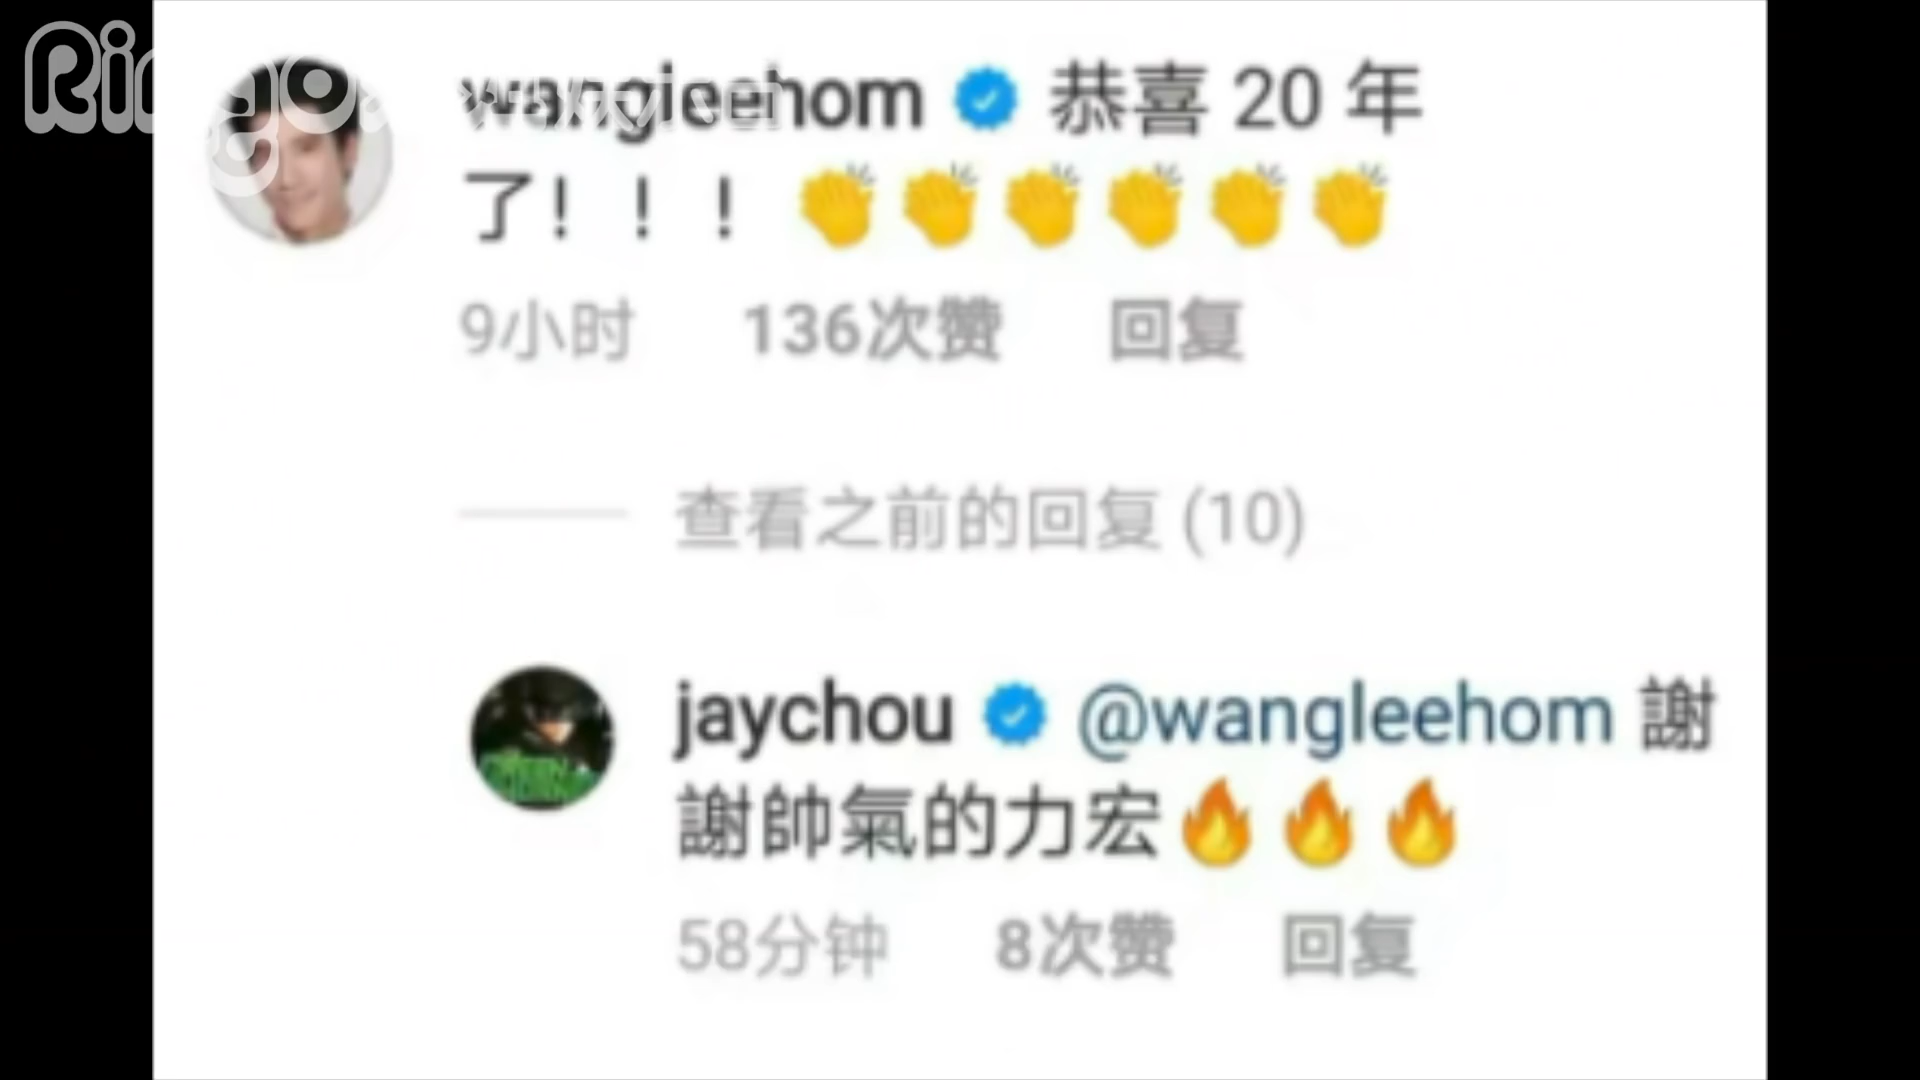 wangleehom 恭喜 20 年
了！！！ 👏👏👏👏👏👏
9小时 136次赞 回复
查看之前的回复 (10)
jaychou @wangleehom 謝
謝帥氣的力宏🔥🔥🔥
58分钟 8次赞 回复